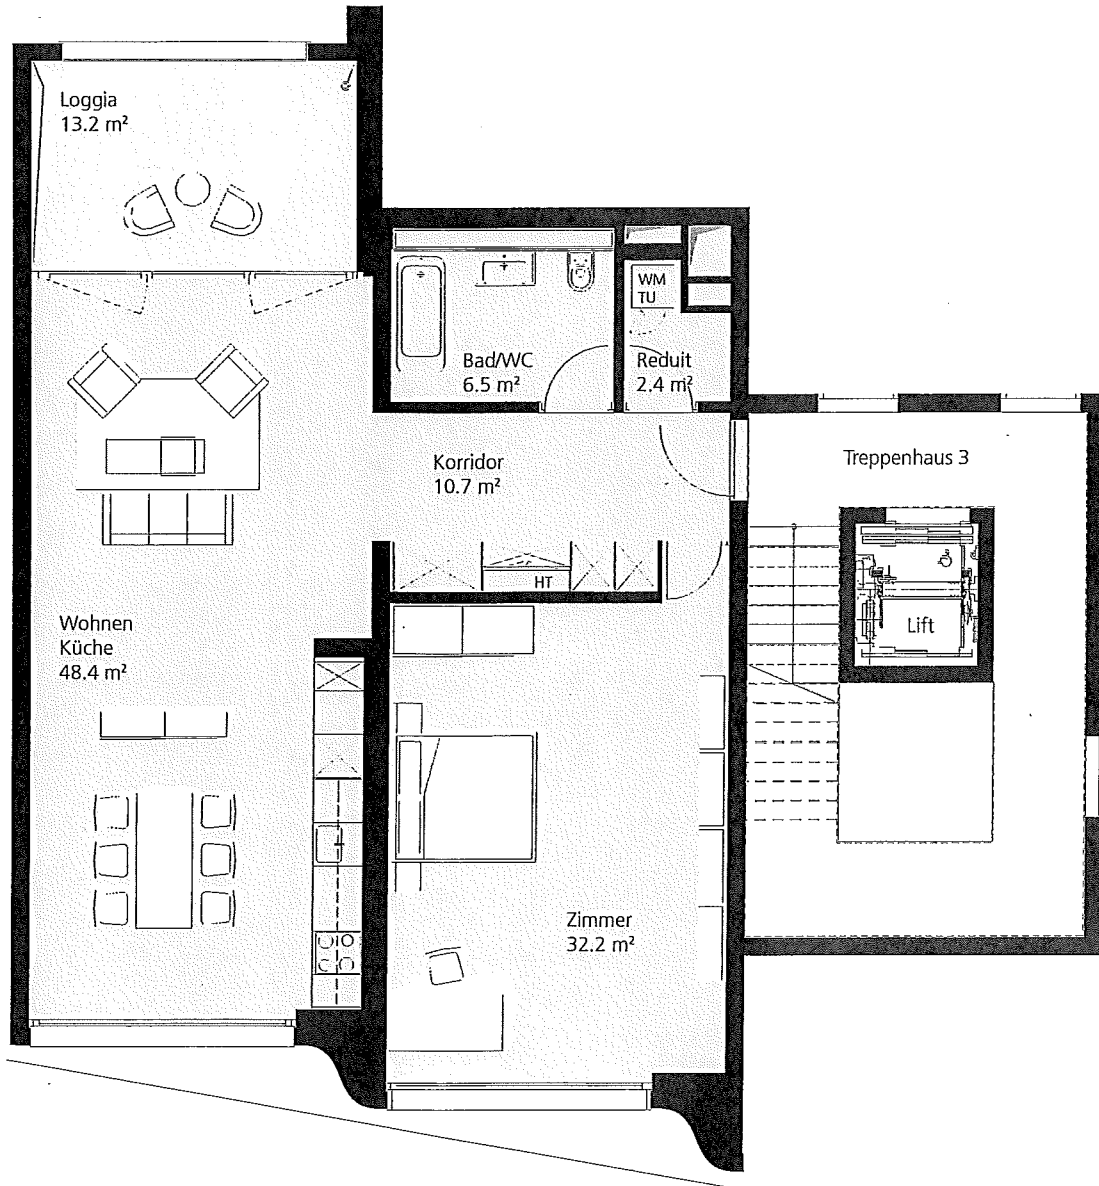 Loggia
13.2 m²
WM
TU
Bad/WC
6.5 m²
Reduit
2.4 m²
Korridor
10.7 m²
Treppenhaus 3
HT
Lift
Wohnen
Küche
48.4 m²
Zimmer
32.2 m²